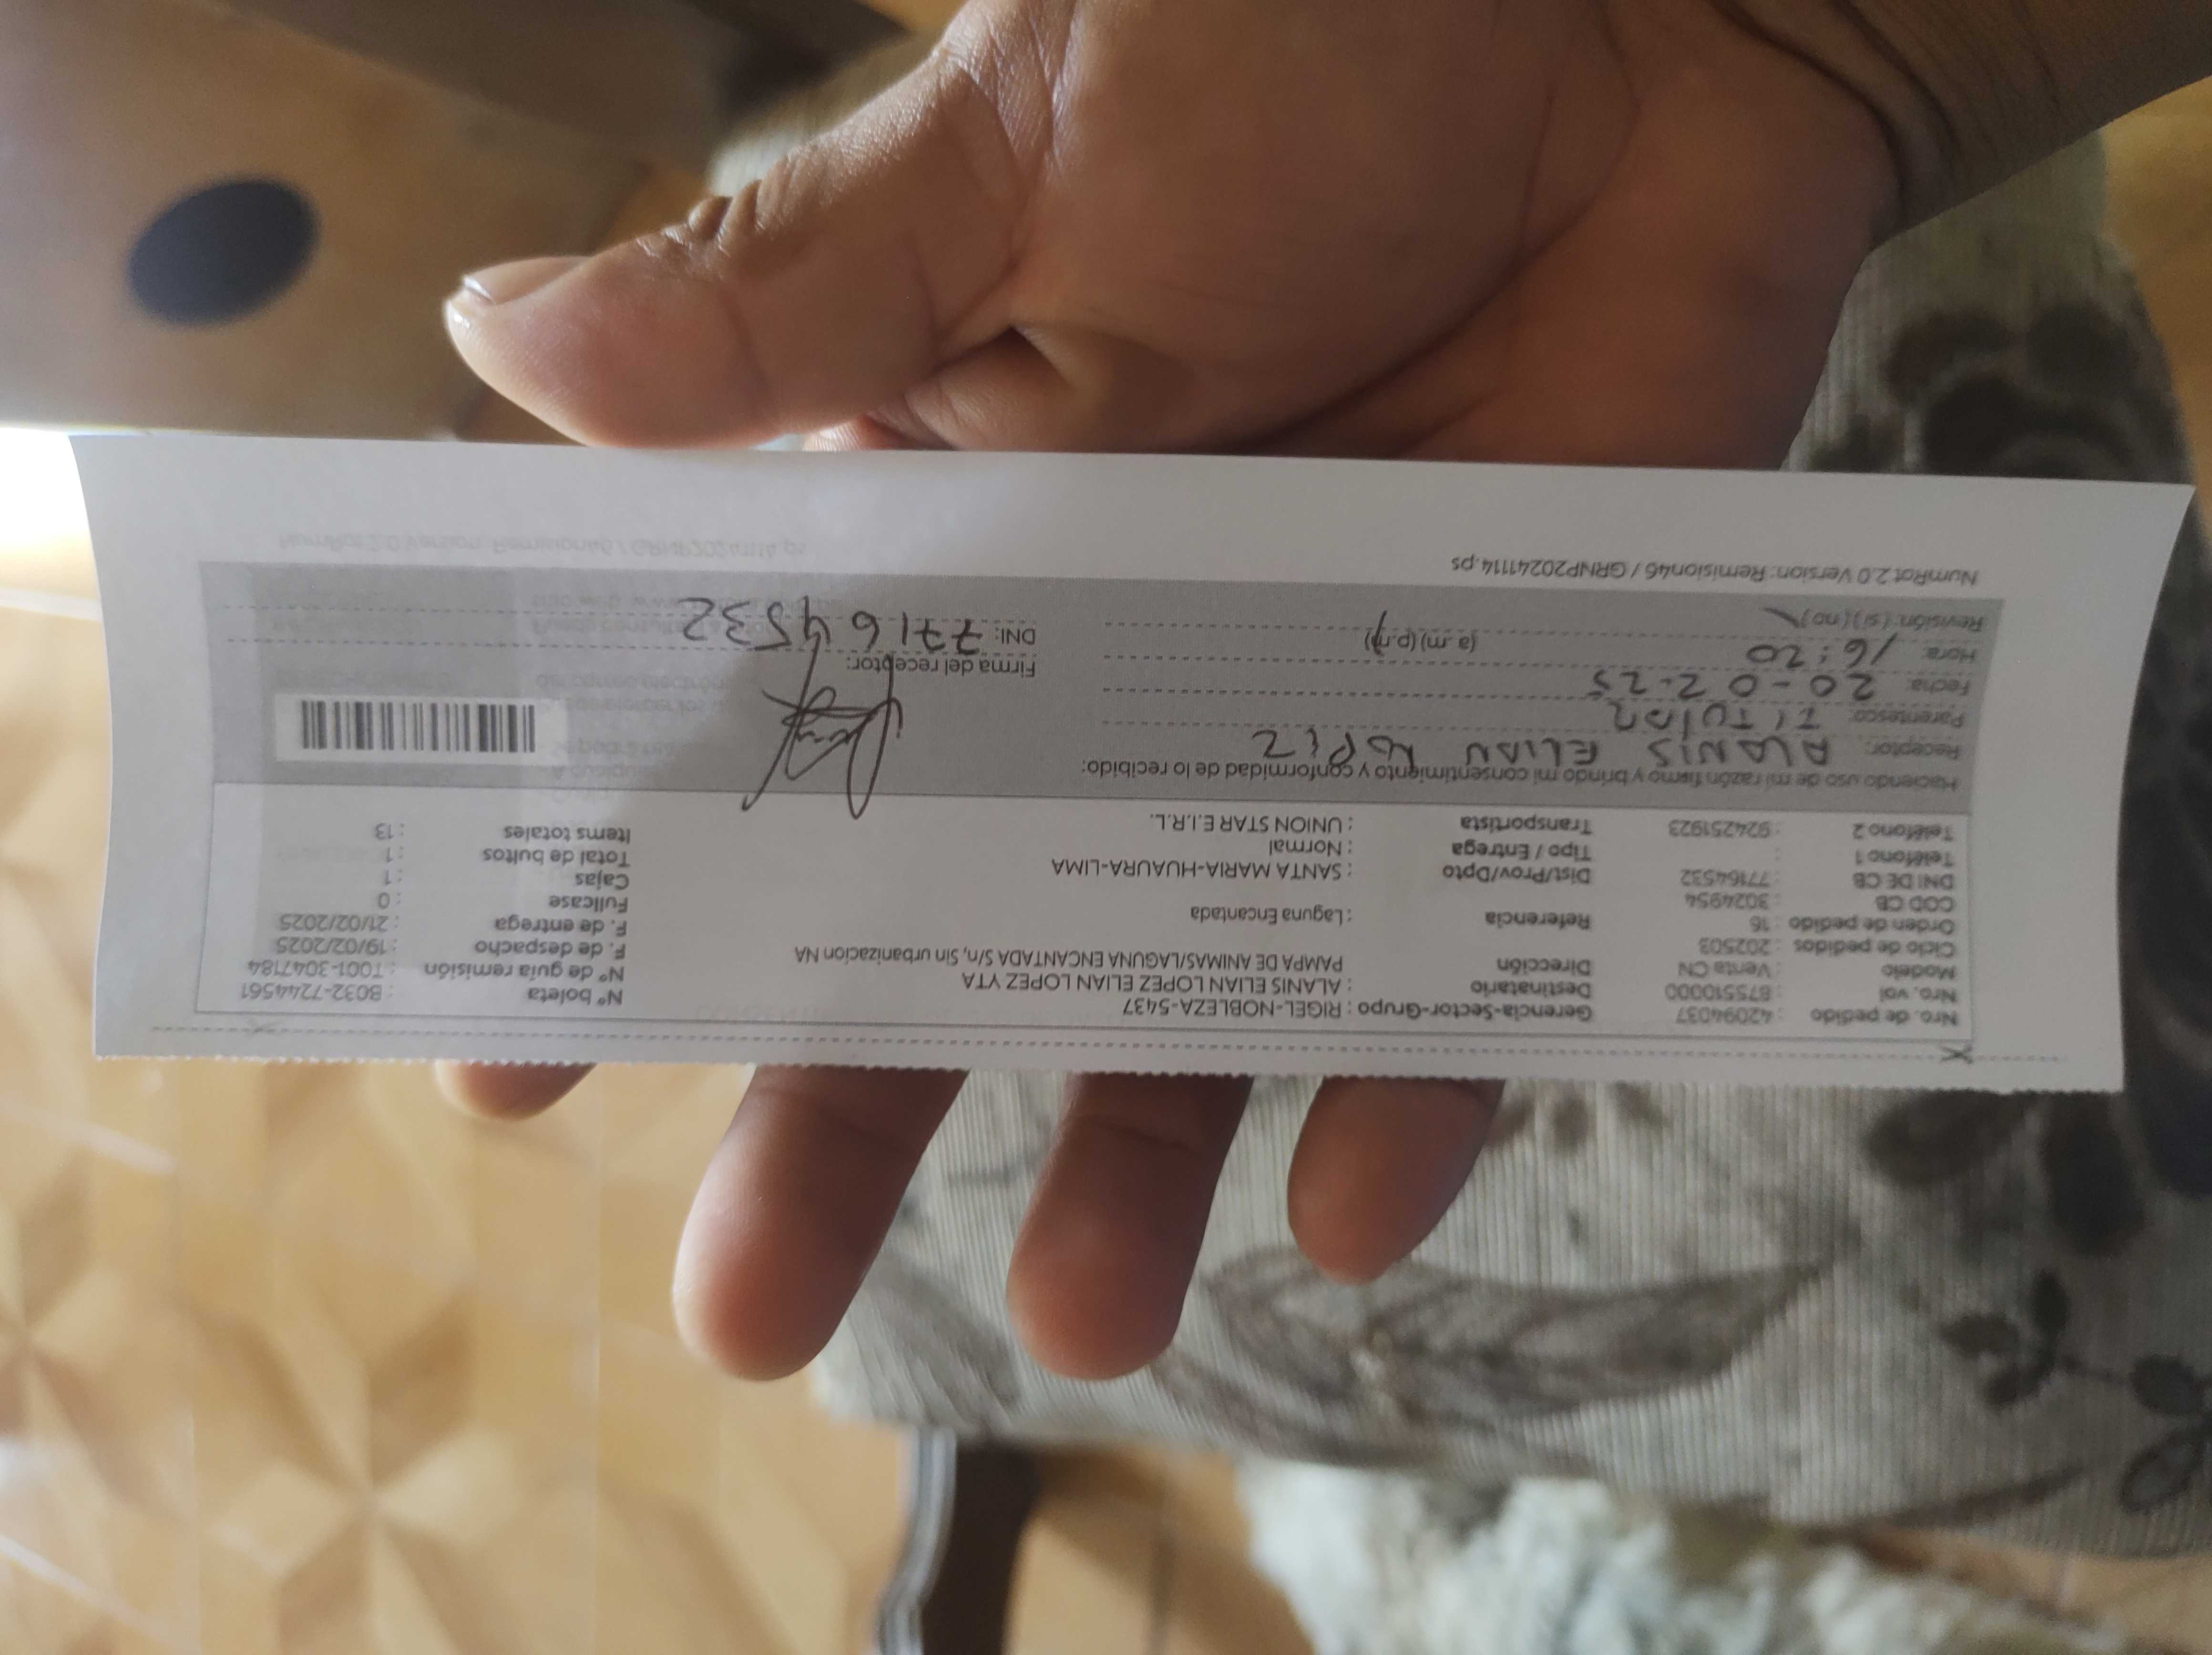 Nro. de pedido : 42094037 Gerencia-Sector-Grupo : RIGEL-NOBLEZA-5437 N° boleta : B032-7244561
Nro. vol : 875510000 Destinatario : ALANIS ELIAN LOPEZ ELIAN LOPEZ YTA N° de guía remisión : T001-3047184
Modelo : Venta CN Dirección PAMPA DE ANIMAS/LAGUNA ENCANTADA S/n, Sin urbanizacion NA F. de despacho : 19/02/2025
Ciclo de pedidos : 202503 F. de entrega : 21/02/2025
Orden de pedido : 16 Referencia : Laguna Encantada Fullcase : 0
COD CB : 3024954 Cajas : 1
DNI DE CB : 77164532 Dist/Prov/Dpto : SANTA MARIA-HUAURA-LIMA Total de bultos : 1
Teléfono 1 : Tipo / Entrega : Normal Items totales : 13
Teléfono 2 : 924251923 Transportista : UNION STAR E.I.R.L.
Haciendo uso de mi razón firmo y brindo mi consentimiento y conformidad de lo recibido:
Receptor: ALANIS ELIAN LOPEZ
Parentesco: TITULAR
Fecha: 20-02-25 Firma del receptor:
Hora: 16:20 (a.m) (p.m) DNI: 77164532
Revisión: (si) (no)
NumRot 2.0 Version: Remision46 / GRNP20241114.ps